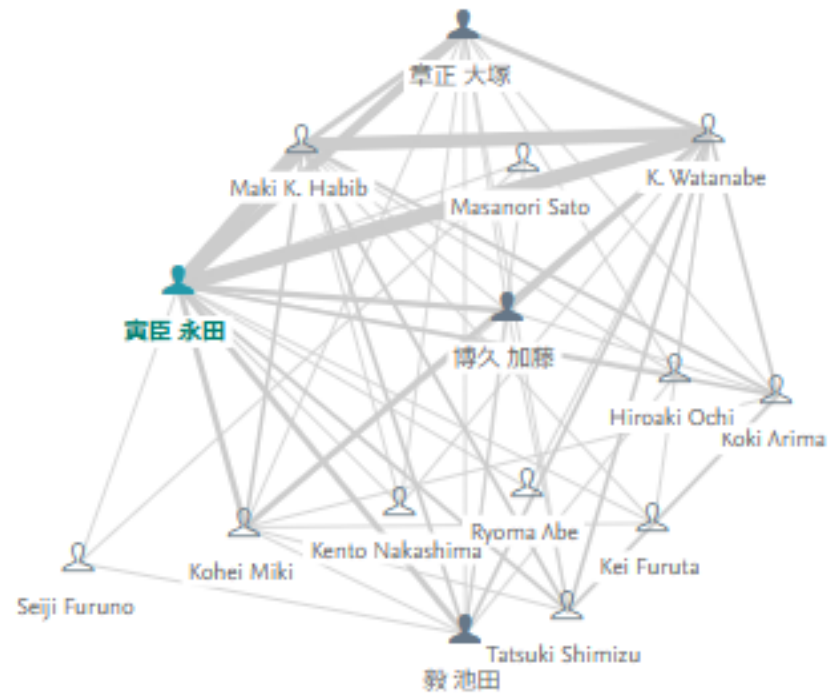 章正 大塚
Maki K. Habib
K. Watanabe
Masanori Sato
寅臣 永田
博久 加藤
Hiroaki Ochi
Koki Arima
Ryoma Abe
Kento Nakashima
Kei Furuta
Kohei Miki
Seiji Furuno
Tatsuki Shimizu
毅 池田